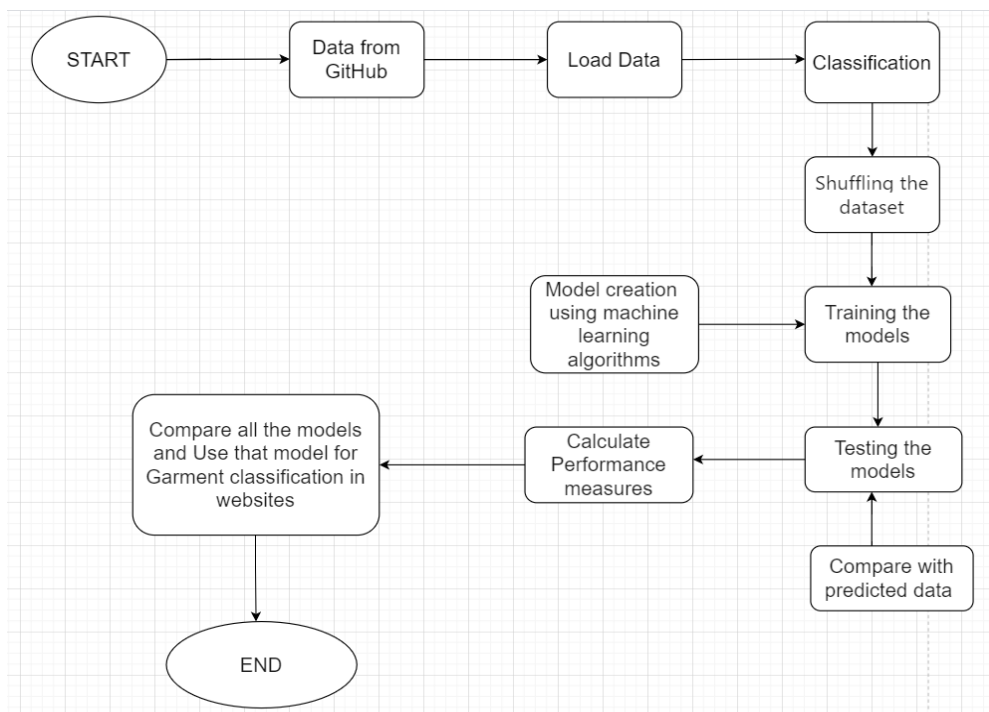 START
Data from
GitHub
Load Data
Classification
Shuffling the
dataset
Model creation
using machine
learning
algorithms
Training the
models
Compare all the models
and Use that model for
Garment classification in
websites
Calculate
Performance
measures
Testing the
models
Compare with
predicted data
END